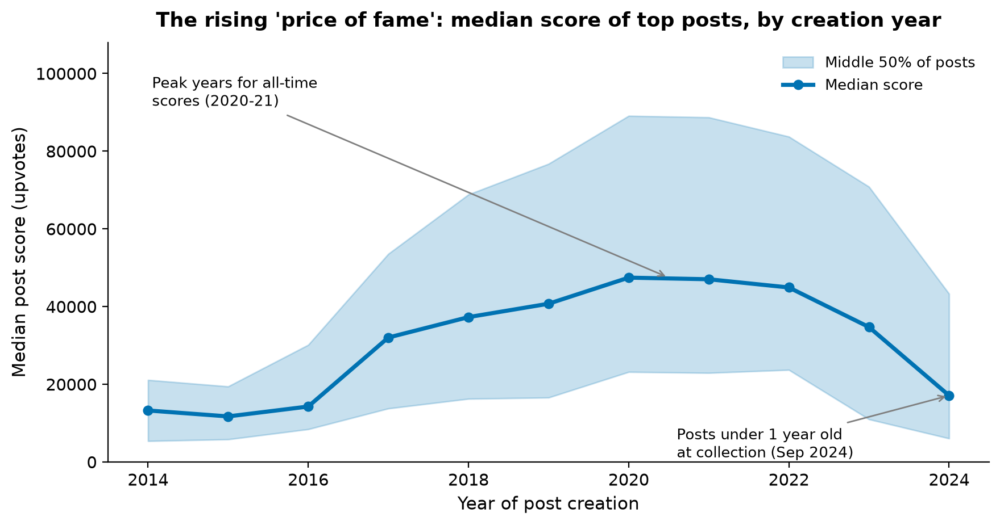 The rising 'price of fame': median score of top posts, by creation year
Middle 50% of posts
Median score
Peak years for all-time
scores (2020-21)
Posts under 1 year old
at collection (Sep 2024)
Median post score (upvotes)
100000
80000
60000
40000
20000
0
2014
2016
2018
2020
2022
2024
Year of post creation